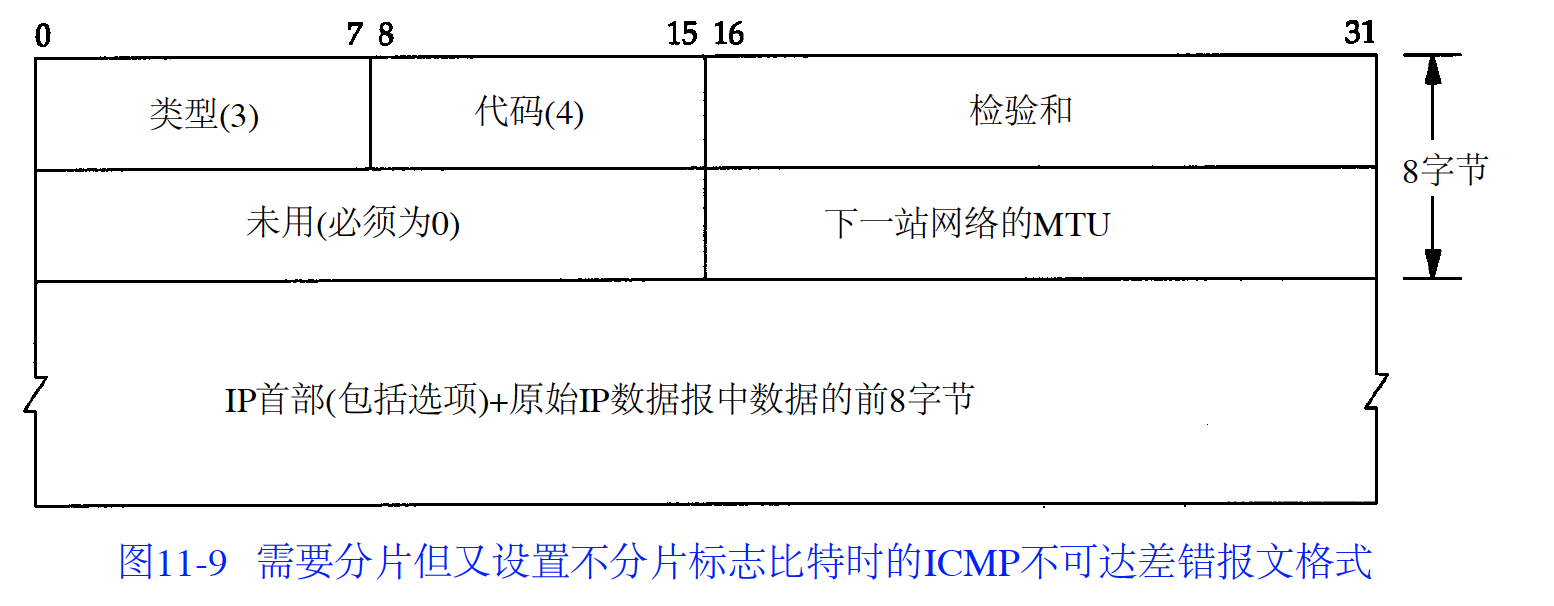 0 7 8 15 16 31
类型(3) 代码(4) 检验和
8字节
未用(必须为0) 下一站网络的MTU
IP首部(包括选项)+原始IP数据报中数据的前8字节
图11-9 需要分片但又设置不分片标志比特时的ICMP不可达差错报文格式